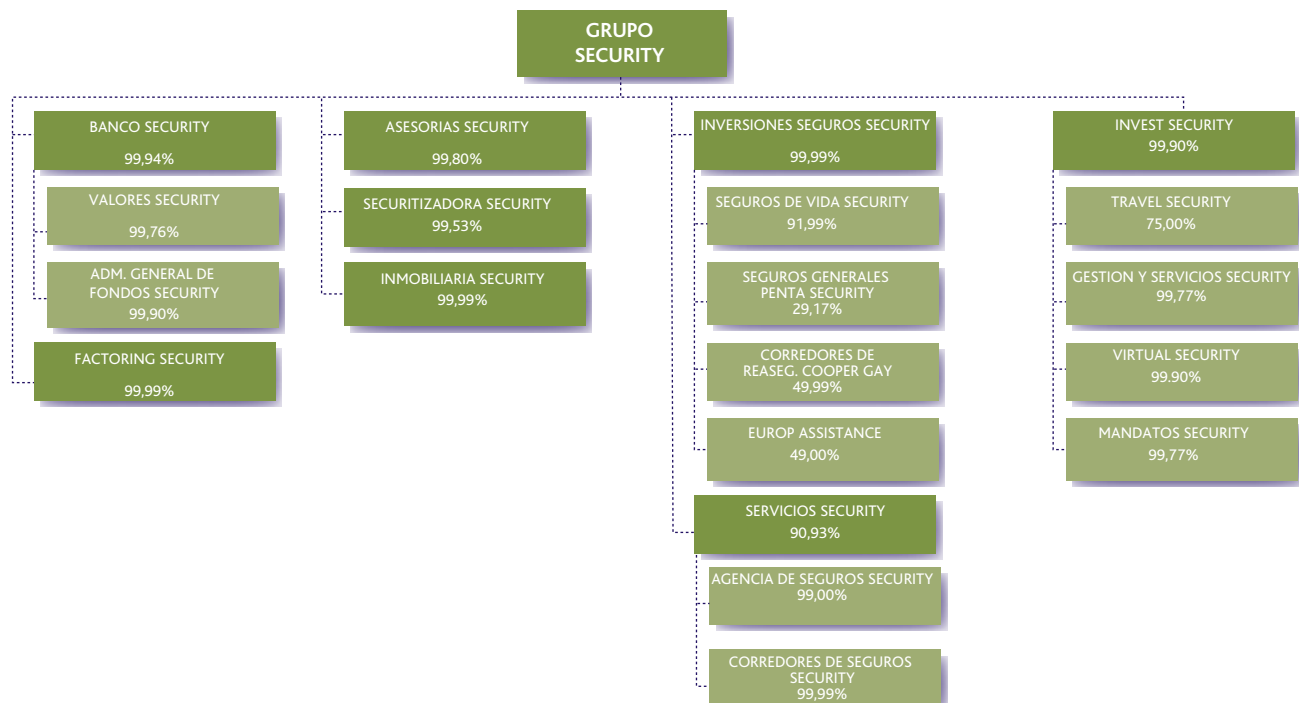 GRUPO
SECURITY
BANCO SECURITY
99,94%
VALORES SECURITY
99,76%
ADM. GENERAL DE
FONDOS SECURITY
99,90%
FACTORING SECURITY
99,99%
ASESORIAS SECURITY
99,80%
SECURITIZADORA SECURITY
99,53%
INMOBILIARIA SECURITY
99,99%
INVERSIONES SEGUROS SECURITY
99,99%
SEGUROS DE VIDA SECURITY
91,99%
SEGUROS GENERALES
PENTA SECURITY
29,17%
CORREDORES DE
REASEG. COOPER GAY
49,99%
EUROP ASSISTANCE
49,00%
SERVICIOS SECURITY
90,93%
AGENCIA DE SEGUROS SECURITY
99,00%
CORREDORES DE SEGUROS
SECURITY
99,99%
INVEST SECURITY
99,90%
TRAVEL SECURITY
75,00%
GESTION Y SERVICIOS SECURITY
99,77%
VIRTUAL SECURITY
99.90%
MANDATOS SECURITY
99,77%